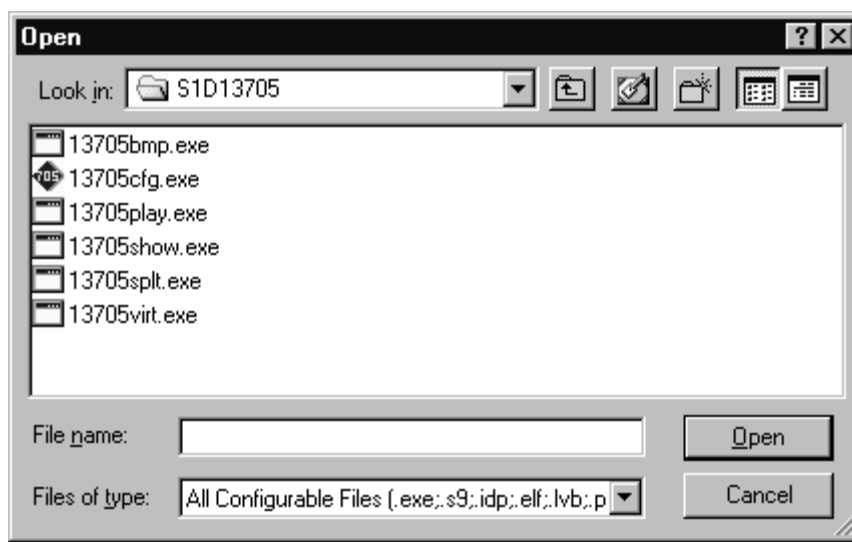 Open
Look in: S1D13705
13705bmp.exe
13705cfg.exe
13705play.exe
13705show.exe
13705splt.exe
13705virt.exe
File name: Open
Files of type: All Configurable Files (.exe;.s9;.idp;.elf;.lvb;.p Cancel